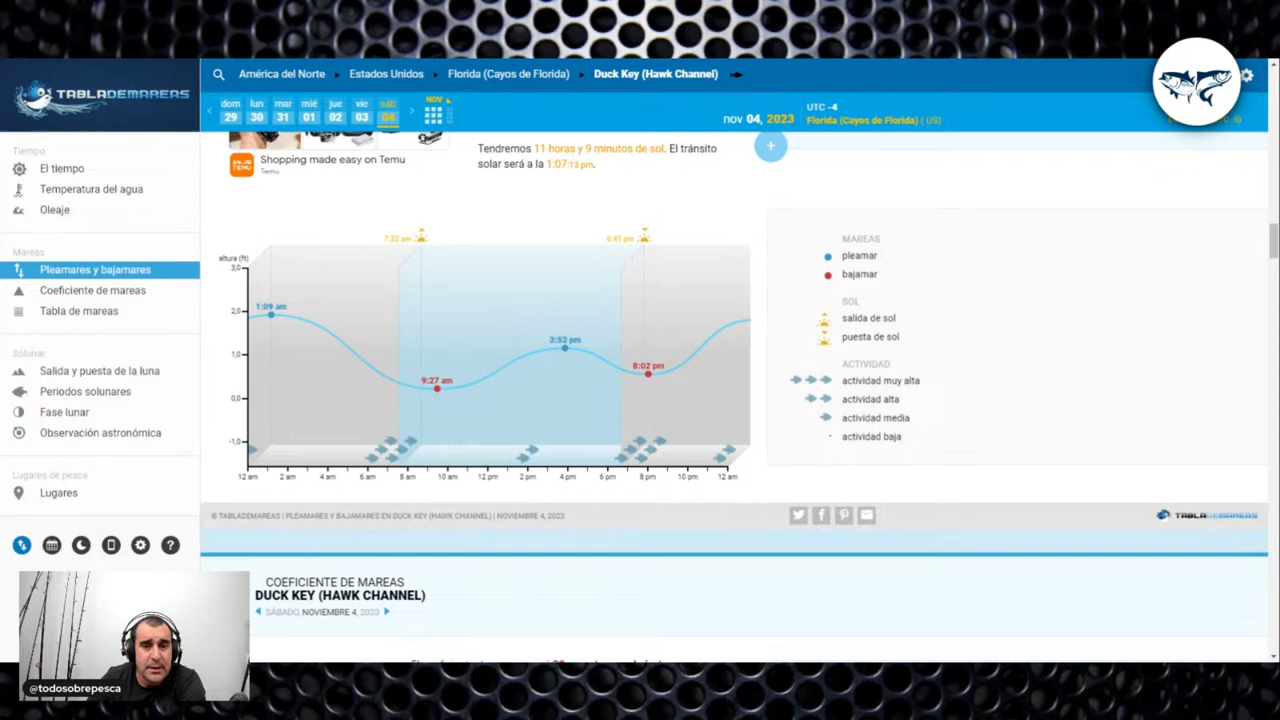 TABLADEMAREAS
América del Norte ▸ Estados Unidos ▸ Florida (Cayos de Florida) ▸ Duck Key (Hawk Channel)
dom lun mar mié jue vie sáb NOV
29 30 31 01 02 03 04 2023
nov 04, 2023
UTC -4
Florida (Cayos de Florida) ( US)
Tiempo
El tiempo
Temperatura del agua
Oleaje
Mareas
Pleamares y bajamares
Coeficiente de mareas
Tabla de mareas
Solunar
Salida y puesta de la luna
Periodos solunares
Fase lunar
Observación astronómica
Lugares de pesca
Lugares
TEMU
Shopping made easy on Temu
Temu
Tendremos 11 horas y 9 minutos de sol. El tránsito
solar será a la 1:07:13 pm.
7:32 am
6:41 pm
altura (ft)
3,0
2,0
1,0
0,0
-1,0
1:09 am
9:27 am
3:52 pm
8:02 pm
12 am 2 am 4 am 6 am 8 am 10 am 12 pm 2 pm 4 pm 6 pm 8 pm 10 pm 12 am
MAREAS
pleamar
bajamar
SOL
salida de sol
puesta de sol
ACTIVIDAD
actividad muy alta
actividad alta
actividad media
- actividad baja
© TABLADEMAREAS | PLEAMARES Y BAJAMARES EN DUCK KEY (HAWK CHANNEL) | NOVIEMBRE 4, 2023
TABLADEMAREAS
COEFICIENTE DE MAREAS
DUCK KEY (HAWK CHANNEL)
SÁBADO, NOVIEMBRE 4, 2023
@todosobrepesca